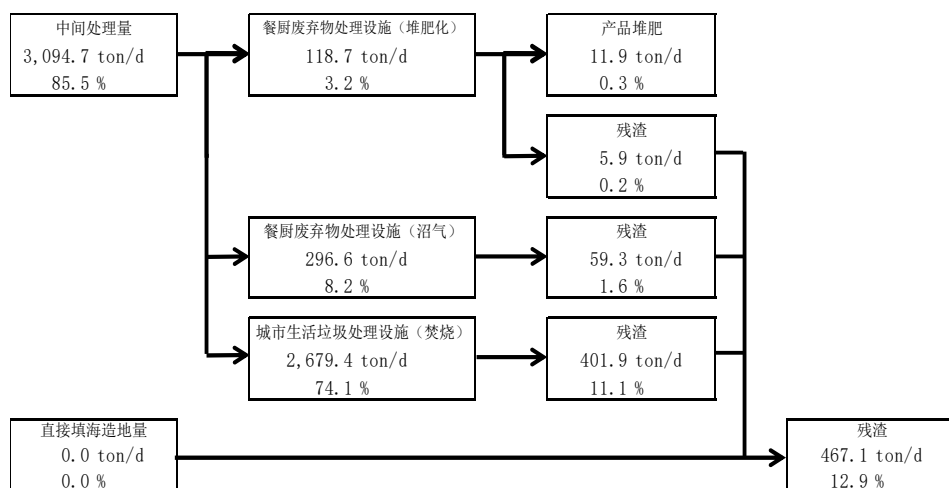 中间处理量
3,094.7 ton/d
85.5 %
餐厨废弃物处理设施（堆肥化）
118.7 ton/d
3.2 %
产品堆肥
11.9 ton/d
0.3 %
残渣
5.9 ton/d
0.2 %
餐厨废弃物处理设施（沼气）
296.6 ton/d
8.2 %
残渣
59.3 ton/d
1.6 %
城市生活垃圾处理设施（焚烧）
2,679.4 ton/d
74.1 %
残渣
401.9 ton/d
11.1 %
直接填海造地量
0.0 ton/d
0.0 %
残渣
467.1 ton/d
12.9 %